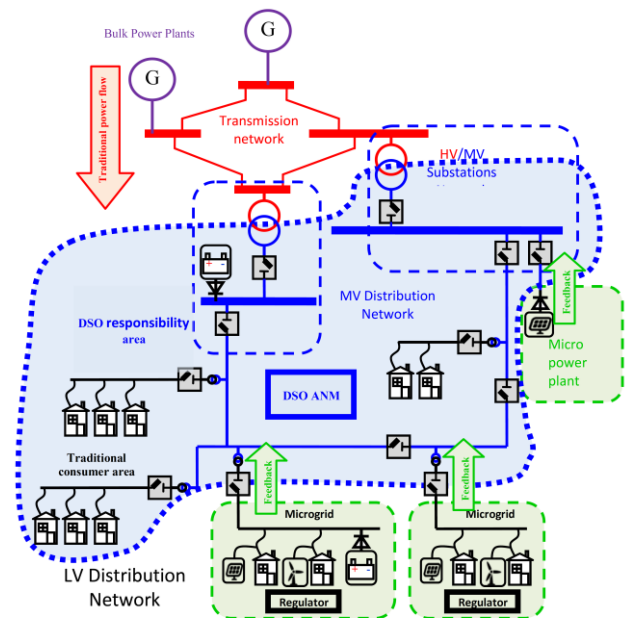 Bulk Power Plants
G
G
Traditional power flow
Transmission
network
HV/MV
Substations
MV Distribution
Network
DSO responsibility
area
Feedback
Micro
power
plant
DSO ANM
Traditional
consumer area
Feedback
Feedback
Microgrid
Microgrid
LV Distribution
Network
Regulator
Regulator